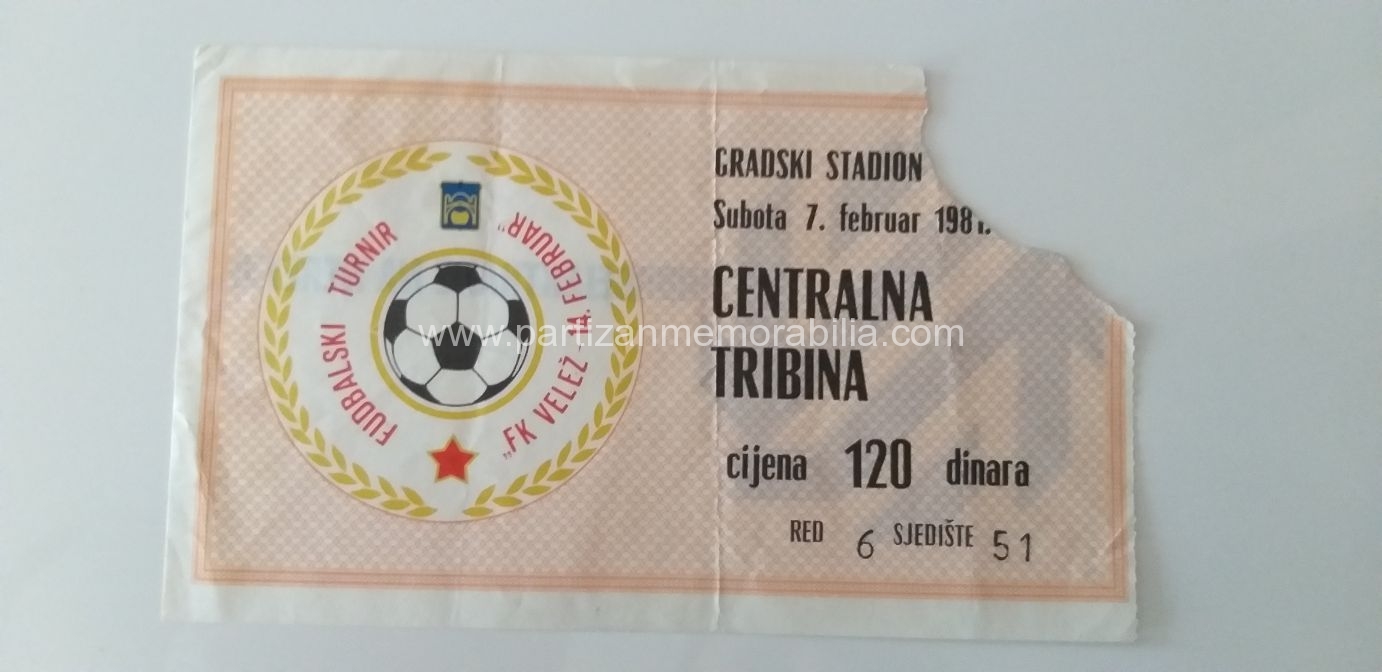 FUDBALSKI TURNIR
„FK VELEŽ - 14. FEBRUAR”
GRADSKI STADION
Subota 7. februar 1981.
CENTRALNA
TRIBINA
cijena 120 dinara
RED 6 SJEDIŠTE 51
www.partizanmemorabilia.com